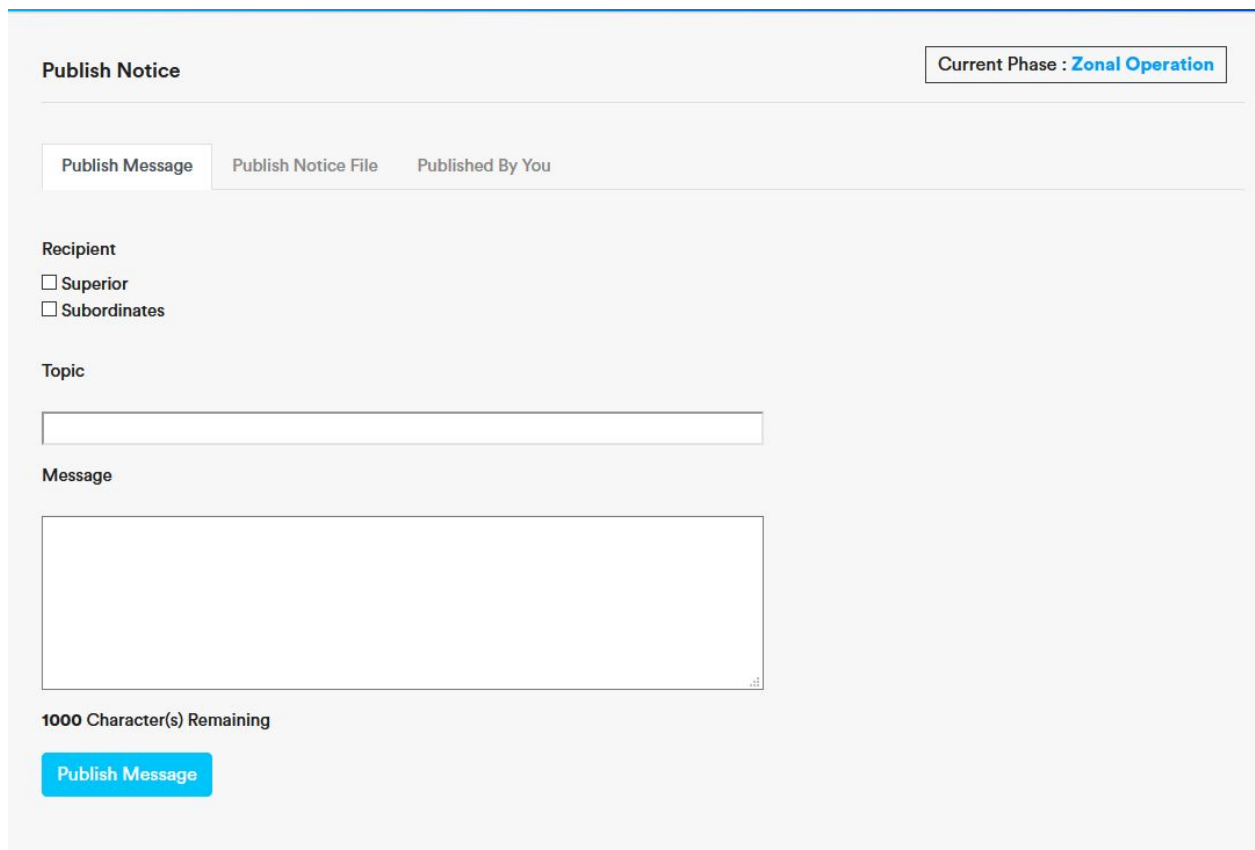 Publish Notice
Current Phase : Zonal Operation
Publish Message
Publish Notice File
Published By You
Recipient
Superior
Subordinates
Topic
Message
1000 Character(s) Remaining
Publish Message